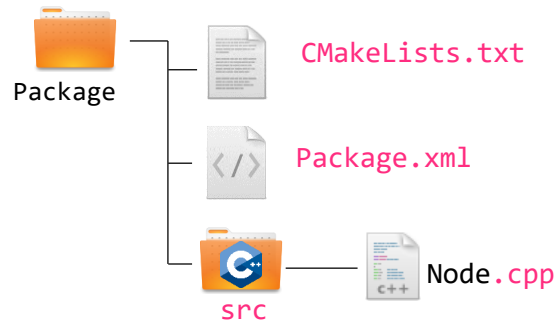 CMakeLists.txt
Package
Package.xml
</>
C++
src
C++
Node.cpp